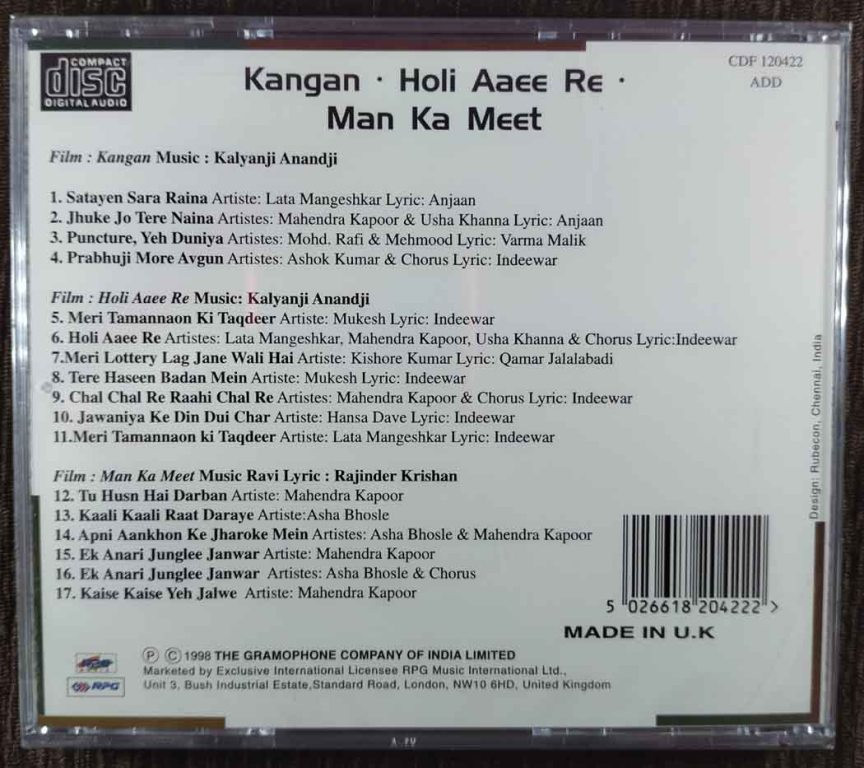 COMPACT
disc
DIGITAL AUDIO
Kangan · Holi Aaee Re ·
Man Ka Meet
CDF 120422
ADD
Film : Kangan Music : Kalyanji Anandji
1. Satayen Sara Raina Artiste: Lata Mangeshkar Lyric: Anjaan
2. Jhuke Jo Tere Naina Artistes: Mahendra Kapoor & Usha Khanna Lyric: Anjaan
3. Puncture, Yeh Duniya Artistes: Mohd. Rafi & Mehmood Lyric: Varma Malik
4. Prabhuji More Avgun Artistes: Ashok Kumar & Chorus Lyric: Indeewar
Film : Holi Aaee Re Music: Kalyanji Anandji
5. Meri Tamannaon Ki Taqdeer Artiste: Mukesh Lyric: Indeewar
6. Holi Aaee Re Artistes: Lata Mangeshkar, Mahendra Kapoor, Usha Khanna & Chorus Lyric:Indeewar
7.Meri Lottery Lag Jane Wali Hai Artiste: Kishore Kumar Lyric: Qamar Jalalabadi
8. Tere Haseen Badan Mein Artiste: Mukesh Lyric: Indeewar
9. Chal Chal Re Raahi Chal Re Artistes: Mahendra Kapoor & Chorus Lyric: Indeewar
10. Jawaniya Ke Din Dui Char Artiste: Hansa Dave Lyric: Indeewar
11.Meri Tamannaon ki Taqdeer Artiste: Lata Mangeshkar Lyric: Indeewar
Film : Man Ka Meet Music Ravi Lyric : Rajinder Krishan
12. Tu Husn Hai Darban Artiste: Mahendra Kapoor
13. Kaali Kaali Raat Daraye Artiste:Asha Bhosle
14. Apni Aankhon Ke Jharoke Mein Artistes: Asha Bhosle & Mahendra Kapoor
15. Ek Anari Junglee Janwar Artiste: Mahendra Kapoor
16. Ek Anari Junglee Janwar Artistes: Asha Bhosle & Chorus
17. Kaise Kaise Yeh Jalwe Artiste: Mahendra Kapoor
Design: Rubecon, Chennai, India
5 026618 204222 >
MADE IN U.K
RPG
Ⓟ Ⓒ 1998 THE GRAMOPHONE COMPANY OF INDIA LIMITED
Marketed by Exclusive International Licensee RPG Music International Ltd.,
Unit 3, Bush Industrial Estate,Standard Road, London, NW10 6HD, United Kingdom